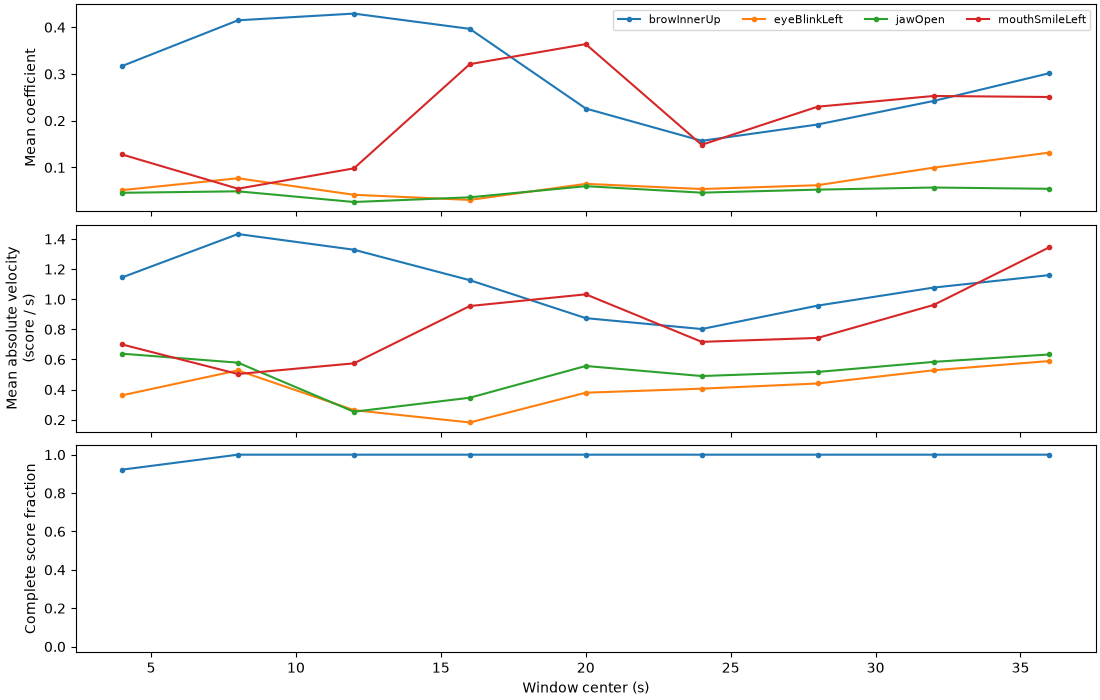 browInnerUp eyeBlinkLeft jawOpen mouthSmileLeft
Mean coefficient
0.4
0.3
0.2
0.1
Mean absolute velocity
(score / s)
1.4
1.2
1.0
0.8
0.6
0.4
0.2
Complete score fraction
1.0
0.8
0.6
0.4
0.2
0.0
5 10 15 20 25 30 35
Window center (s)